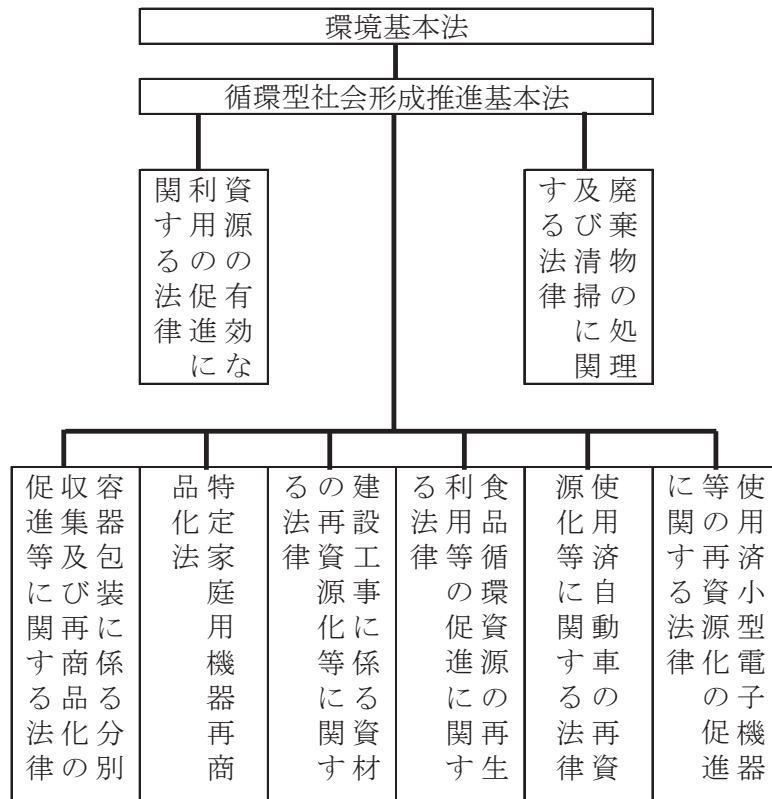 環境基本法
循環型社会形成推進基本法
資源の有効な
利用の促進に
関する法律
廃棄物の処理
及び清掃に関
する法律
容器包装に係る分別
収集及び再商品化の
促進等に関する法律
特定家庭用機器再商
品化法
建設工事に係る資材
の再資源化等に関す
る法律
食品循環資源の再生
利用等の促進に関す
る法律
使用済自動車の再資
源化等に関する法律
使用済小型電子機器
等の再資源化の促進
に関する法律